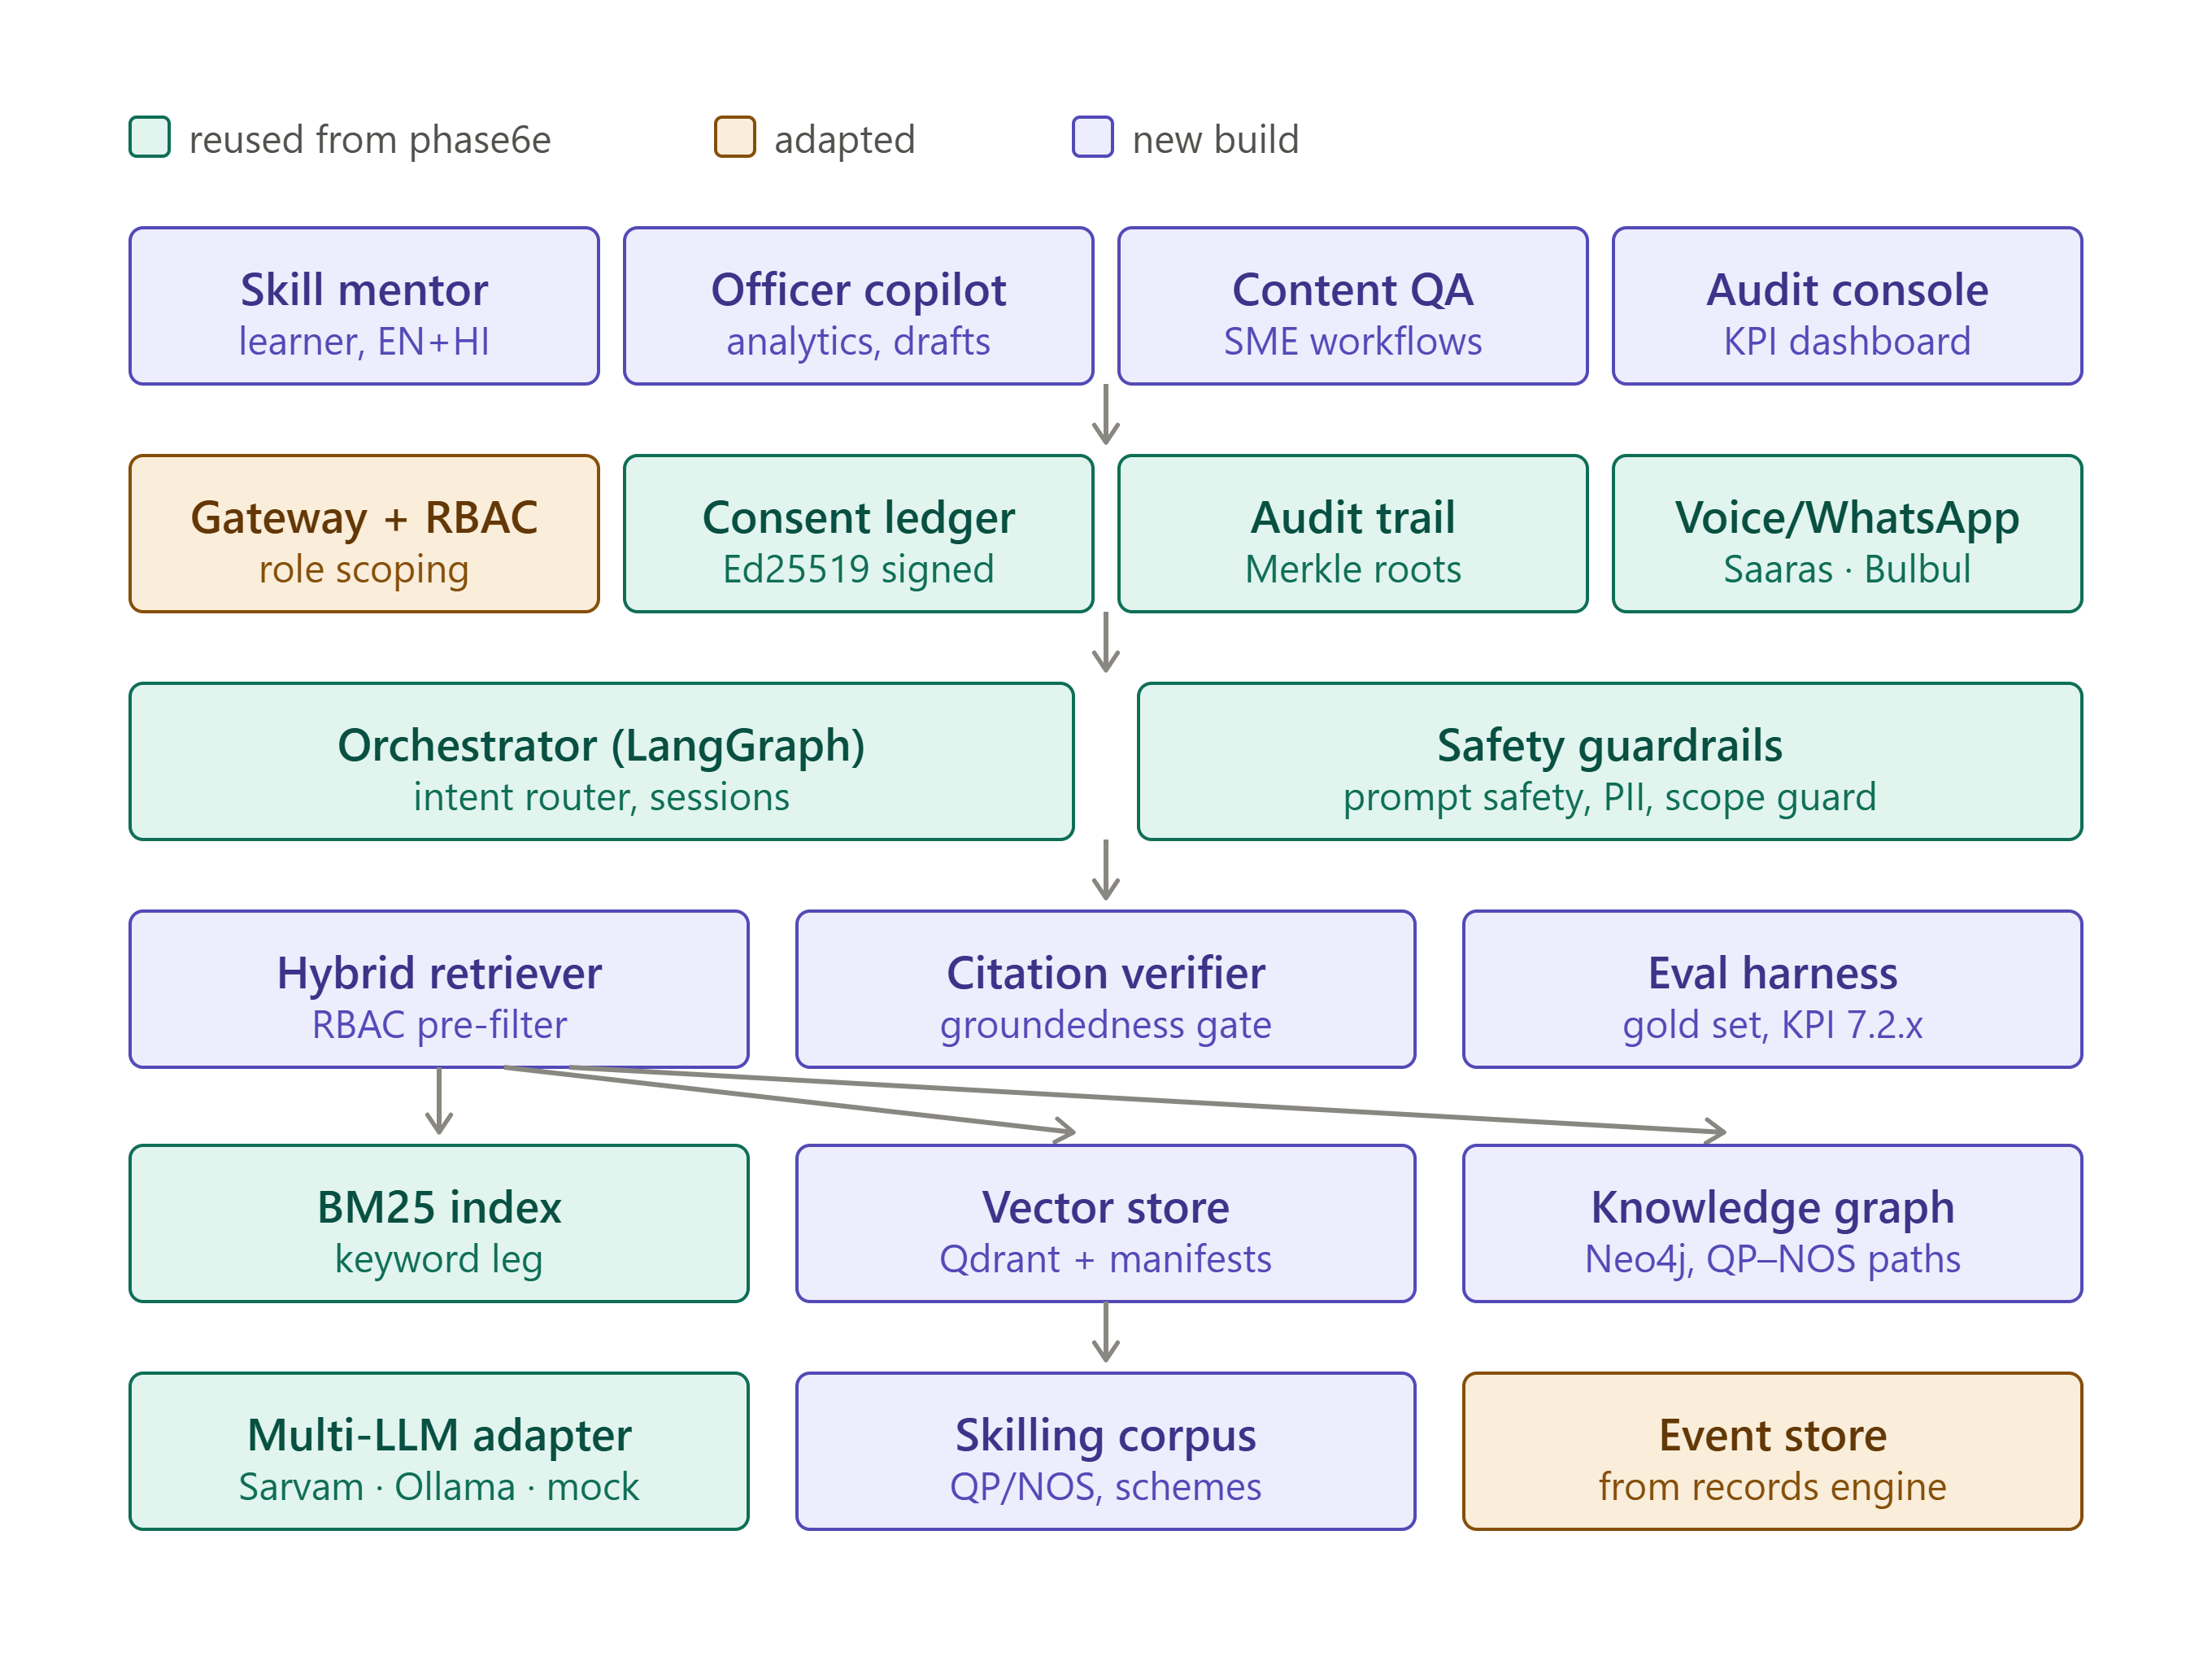 reused from phase6e
adapted
new build
Skill mentor
learner, EN+HI
Officer copilot
analytics, drafts
Content QA
SME workflows
Audit console
KPI dashboard
Gateway + RBAC
role scoping
Consent ledger
Ed25519 signed
Audit trail
Merkle roots
Voice/WhatsApp
Saaras · Bulbul
Orchestrator (LangGraph)
intent router, sessions
Safety guardrails
prompt safety, PII, scope guard
Hybrid retriever
RBAC pre-filter
Citation verifier
groundedness gate
Eval harness
gold set, KPI 7.2.x
BM25 index
keyword leg
Vector store
Qdrant + manifests
Knowledge graph
Neo4j, QP–NOS paths
Multi-LLM adapter
Sarvam · Ollama · mock
Skilling corpus
QP/NOS, schemes
Event store
from records engine